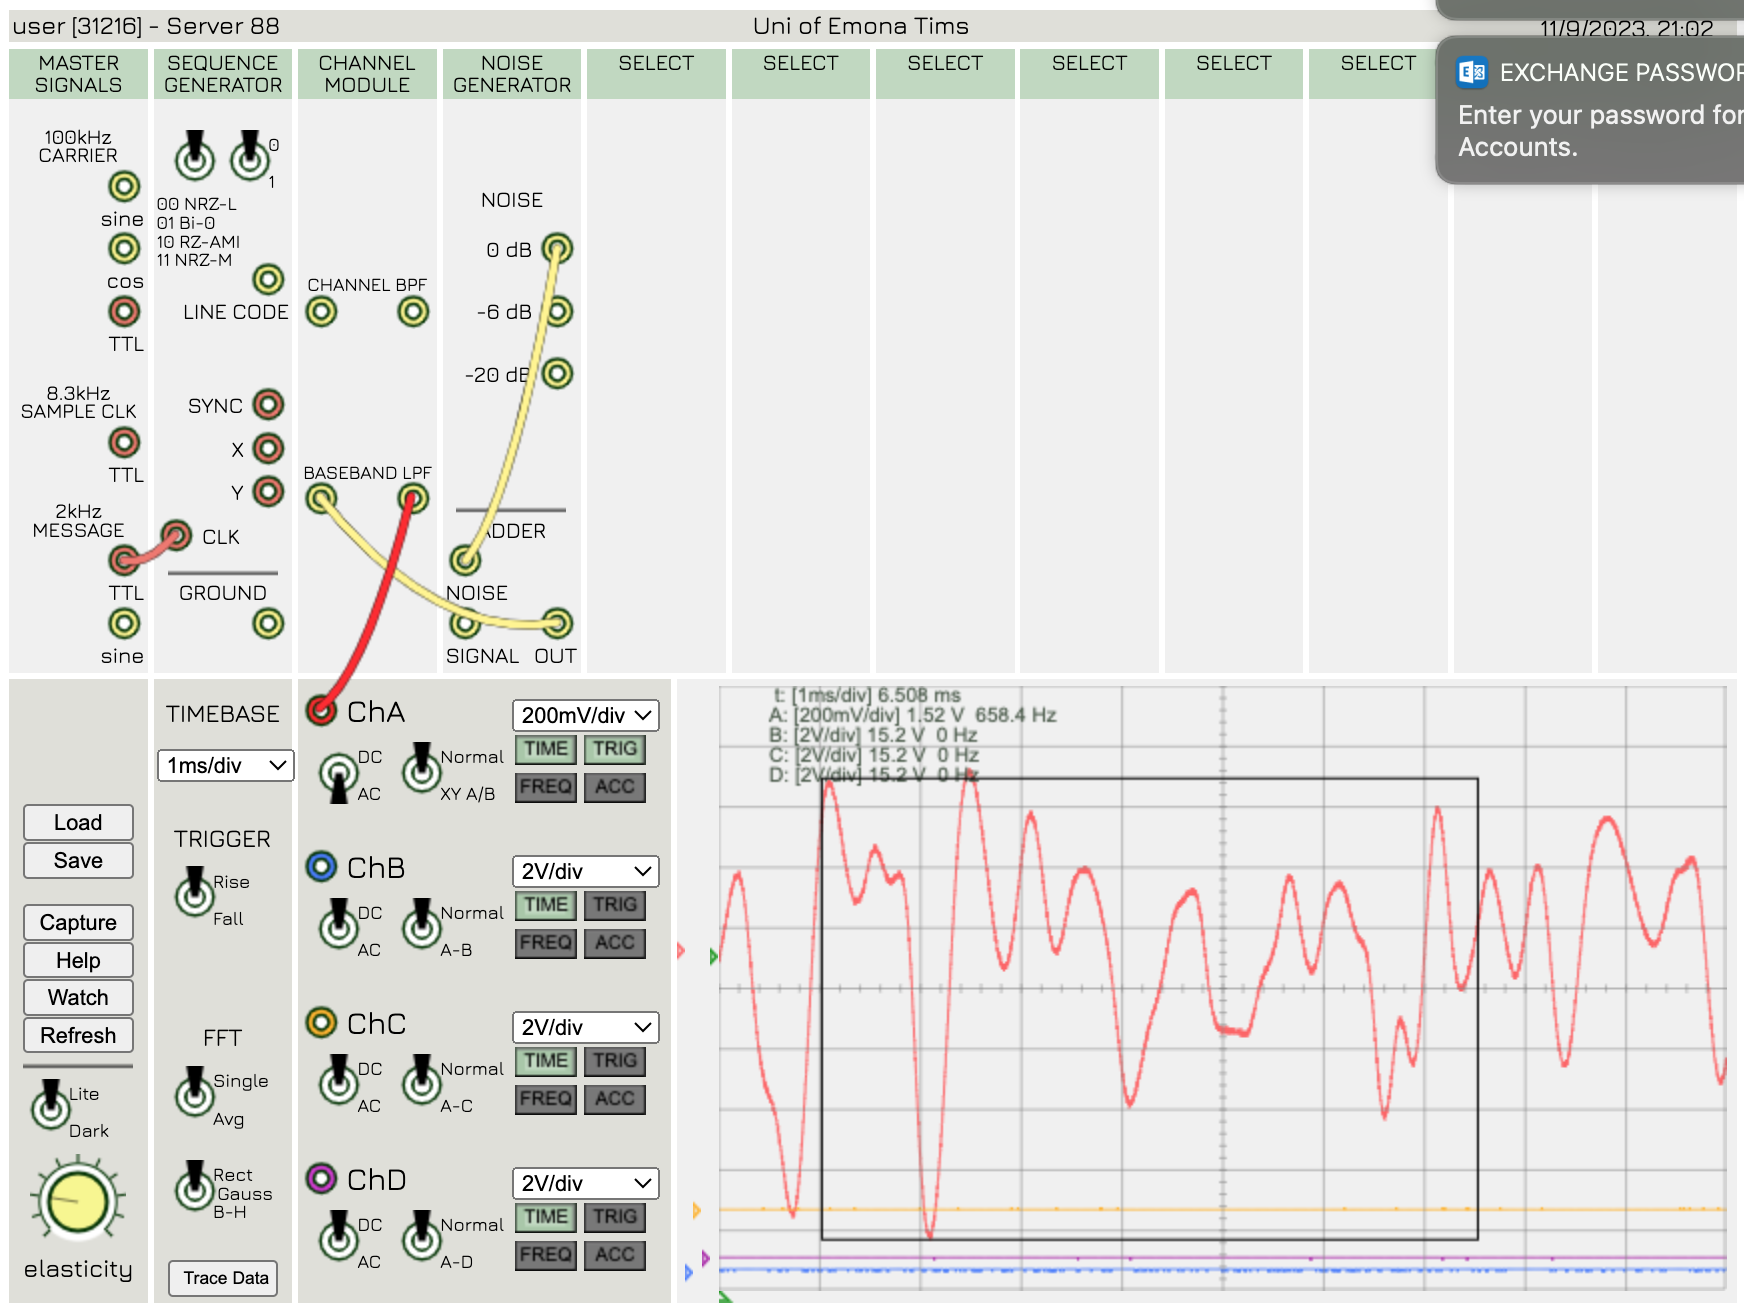 user [31216] - Server 88
Uni of Emona Tims
11/9/2023, 21:02
EXCHANGE
Enter your password for
Accounts.
MASTER
SIGNALS
SEQUENCE
GENERATOR
CHANNEL
MODULE
NOISE
GENERATOR
SELECT
SELECT
SELECT
SELECT
SELECT
SELECT
100kHz
CARRIER
sine
cos
TTL
8.3kHz
SAMPLE CLK
TTL
2kHz
MESSAGE
TTL
sine
0
1
00 NRZ-L
01 Bi-0
10 RZ-AMI
11 NRZ-M
LINE CODE
SYNC
X
Y
CLK
GROUND
CHANNEL BPF
BASEBAND LPF
NOISE
0 dB
-6 dB
-20 dB
ADDER
NOISE
SIGNAL OUT
Load
Save
Capture
Help
Watch
Refresh
Lite
Dark
elasticity
TIMEBASE
1ms/div
TRIGGER
Rise
Fall
FFT
Single
Avg
Rect
Gauss
B-H
Trace Data
ChA
200mV/div
DC
AC
Normal
XY A/B
TIME TRIG
FREQ ACC
ChB
2V/div
DC
AC
Normal
A-B
TIME TRIG
FREQ ACC
ChC
2V/div
DC
AC
Normal
A-C
TIME TRIG
FREQ ACC
ChD
2V/div
DC
AC
Normal
A-D
TIME TRIG
FREQ ACC
t: [1ms/div] 6.508 ms
A: [200mV/div] 1.52 V 658.4 Hz
B: [2V/div] 15.2 V 0 Hz
C: [2V/div] 15.2 V 0 Hz
D: [2V/div] 15.2 V 0 Hz